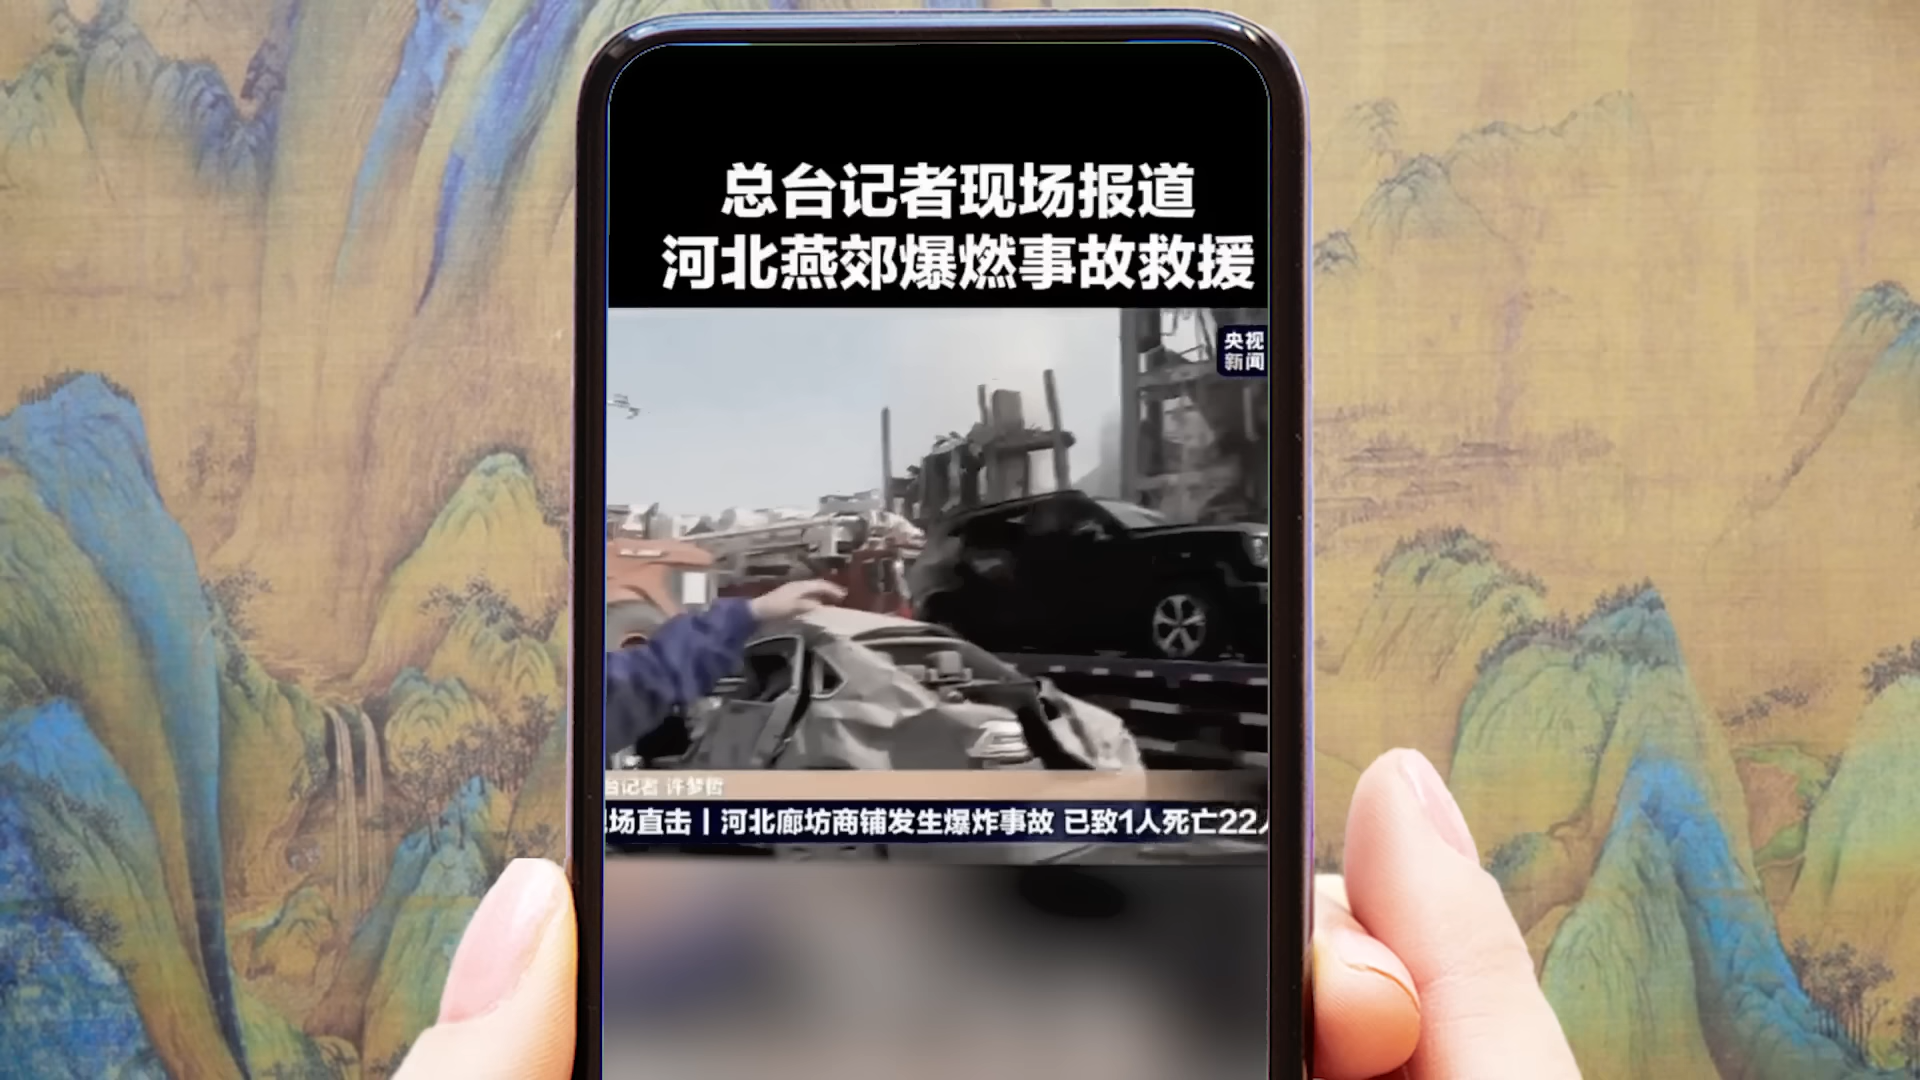 总台记者现场报道
河北燕郊爆燃事故救援
央视
新闻
台记者 许梦哲
场直击｜河北廊坊商铺发生爆炸事故 已致1人死亡22人